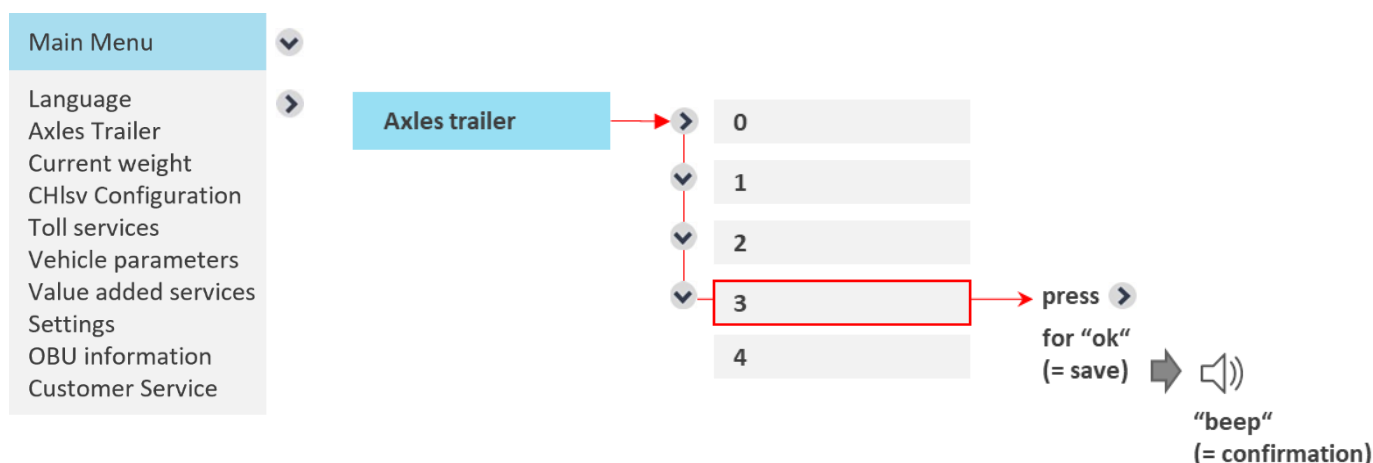 Main Menu
Language
Axles Trailer
Current weight
CHlsv Configuration
Toll services
Vehicle parameters
Value added services
Settings
OBU information
Customer Service
Axles trailer
0
1
2
3
4
press
for “ok“
(= save)
“beep“
(= confirmation)